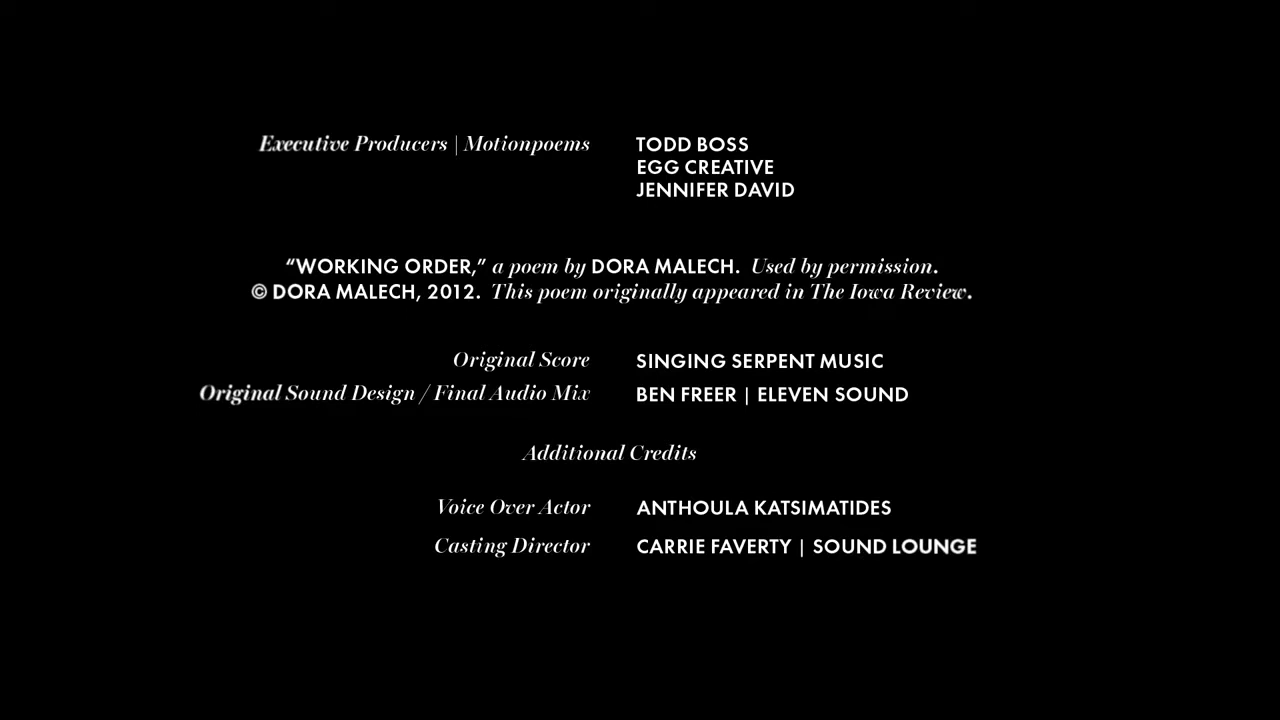 Executive Producers | Motionpoems TODD BOSS
EGG CREATIVE
JENNIFER DAVID
“WORKING ORDER,” a poem by DORA MALECH. Used by permission.
© DORA MALECH, 2012. This poem originally appeared in The Iowa Review.
Original Score SINGING SERPENT MUSIC
Original Sound Design / Final Audio Mix BEN FREER | ELEVEN SOUND
Additional Credits
Voice Over Actor ANTHOULA KATSIMATIDES
Casting Director CARRIE FAVERTY | SOUND LOUNGE